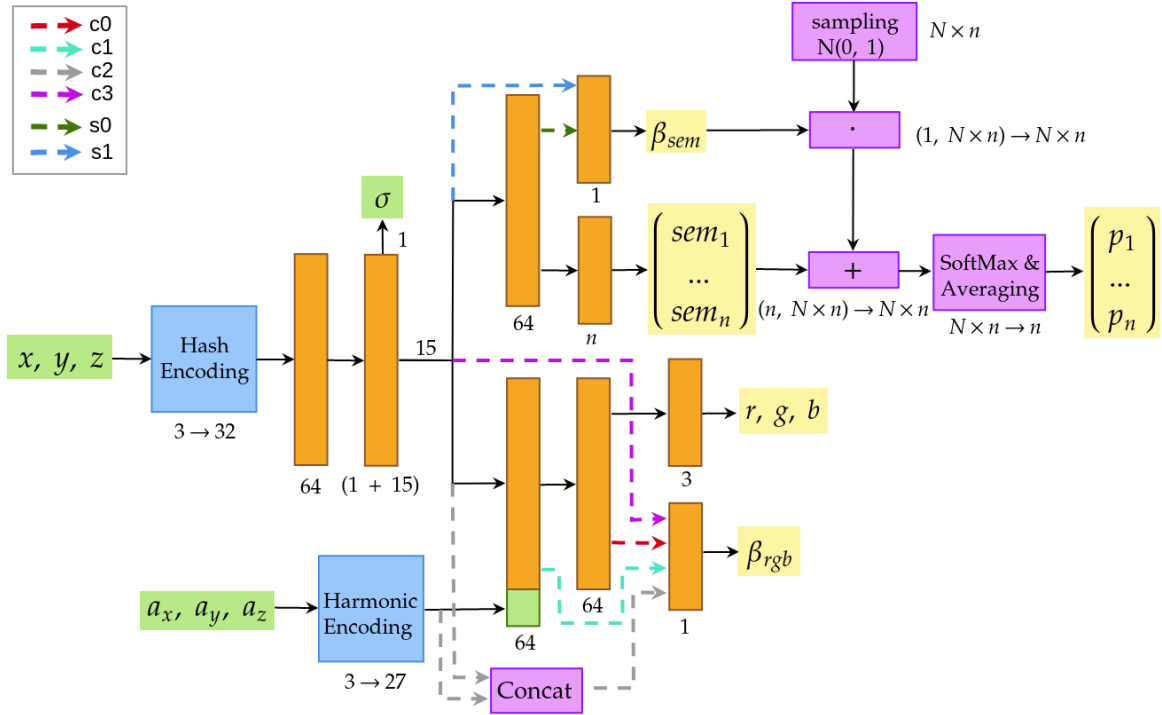 c0
c1
c2
c3
s0
s1
sampling
N(0, 1)
N × n
β_sem
·
(1, N × n) → N × n
1
σ
1
sem_1
...
sem_n
+
SoftMax &
Averaging
p_1
...
p_n
64
n
(n, N × n) → N × n
N × n → n
x, y, z
Hash
Encoding
3 → 32
64
(1 + 15)
15
r, g, b
3
β_rgb
a_x, a_y, a_z
Harmonic
Encoding
3 → 27
64
64
1
Concat